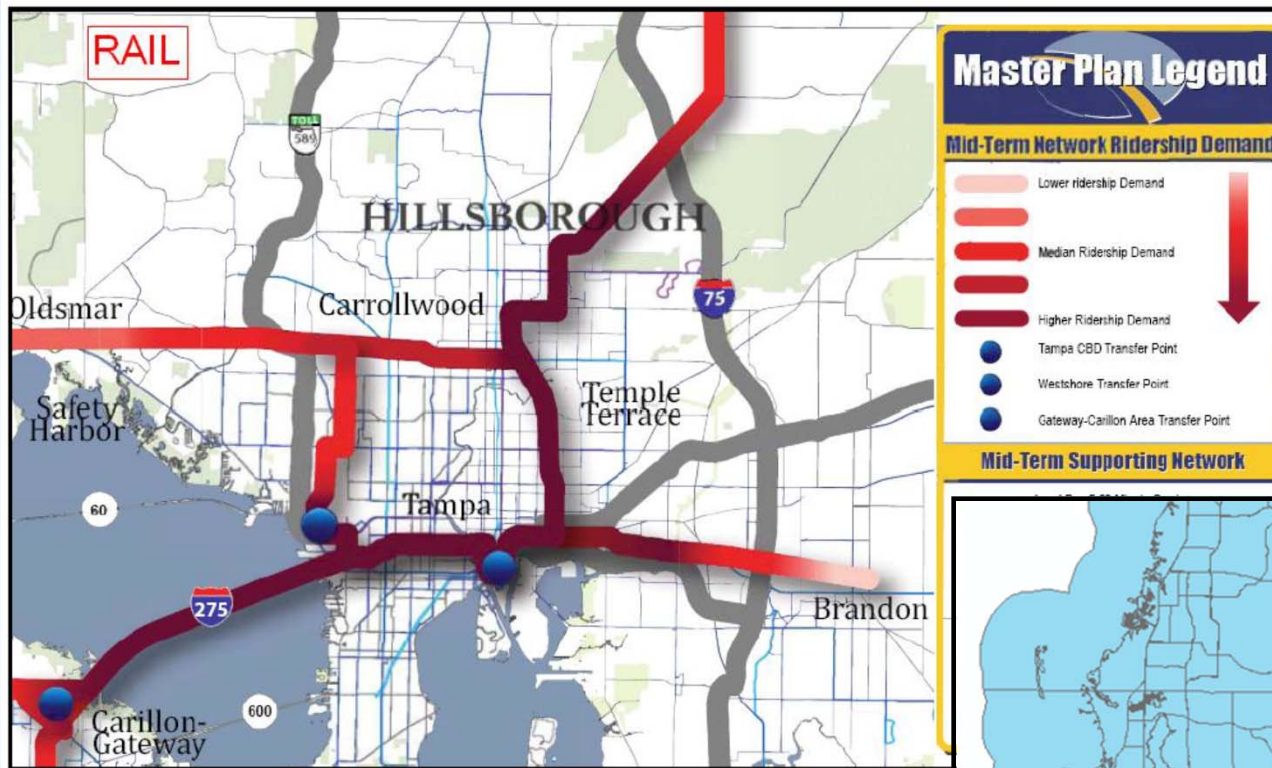 RAIL
TOLL
589
HILLSBOROUGH
75
Oldsmar
Carrollwood
Safety
Harbor
Temple
Terrace
60
Tampa
275
Brandon
600
Carillon-
Gateway
Master Plan Legend
Mid-Term Network Ridership Demand
Lower ridership Demand
Median Ridership Demand
Higher Ridership Demand
Tampa CBD Transfer Point
Westshore Transfer Point
Gateway-Carillon Area Transfer Point
Mid-Term Supporting Network